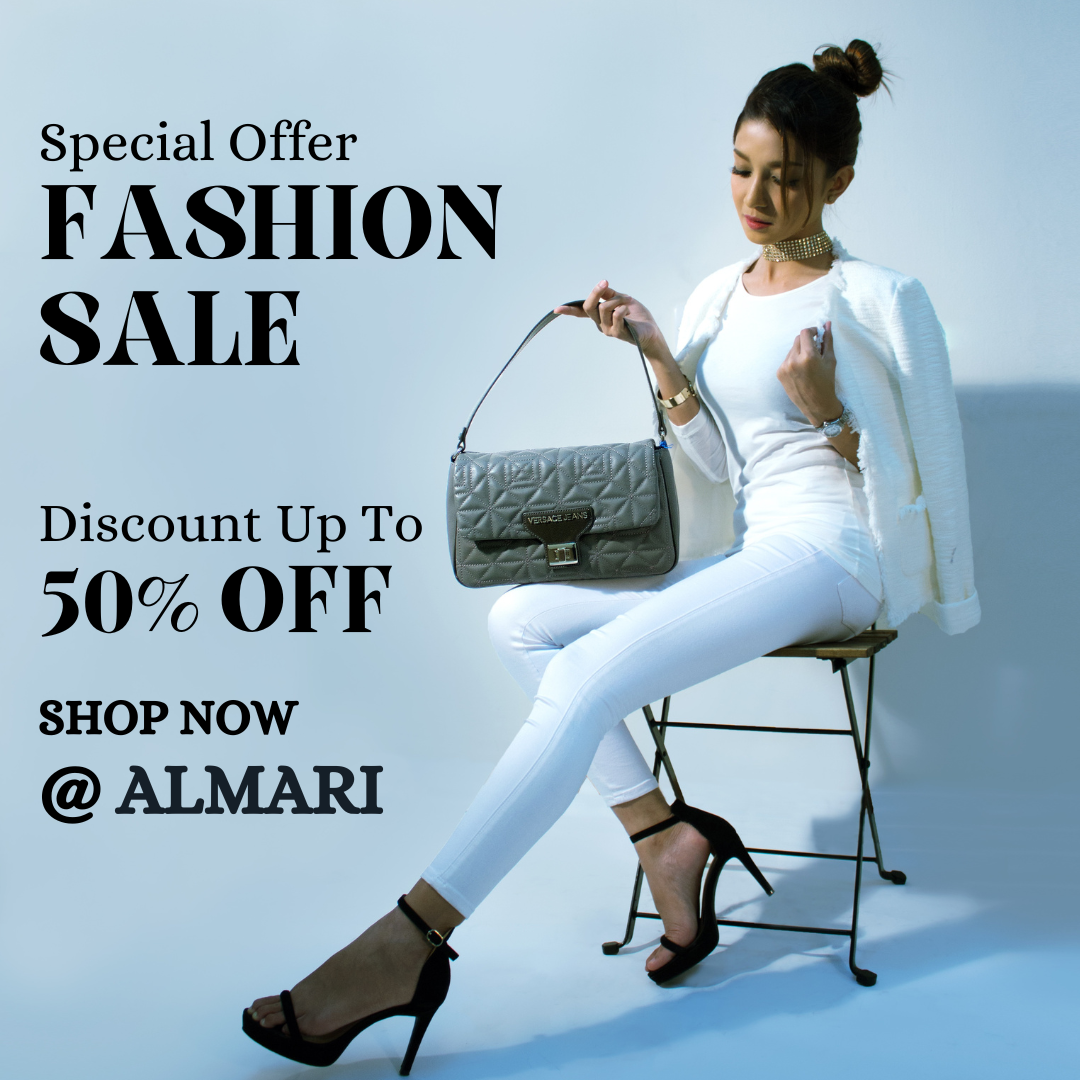 Special Offer
FASHION
SALE
VERSACE JEANS
Discount Up To
50% OFF
SHOP NOW
@ ALMARI